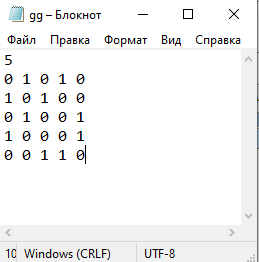 gg – Блокнот
Файл Правка Формат Вид Справка
5
0 1 0 1 0
1 0 1 0 0
0 1 0 0 1
1 0 0 0 1
0 0 1 1 0
10 Windows (CRLF) UTF-8